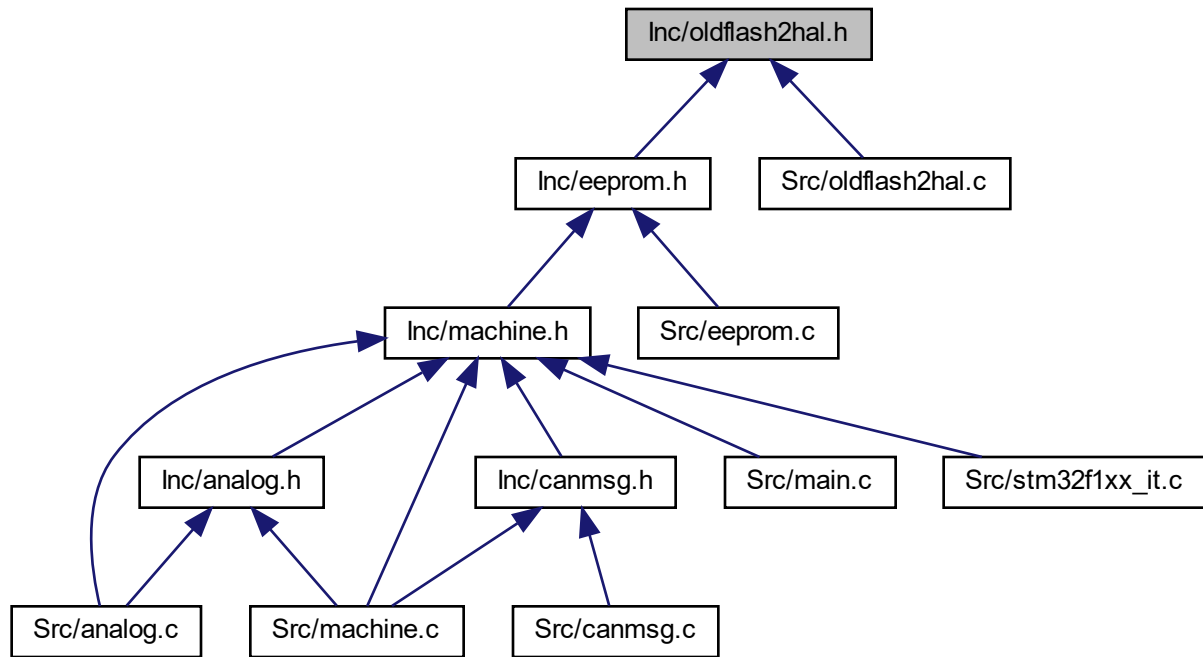 Inc/oldflash2hal.h
Inc/eeprom.h
Src/oldflash2hal.c
Inc/machine.h
Src/eeprom.c
Inc/analog.h
Inc/canmsg.h
Src/main.c
Src/stm32f1xx_it.c
Src/analog.c
Src/machine.c
Src/canmsg.c